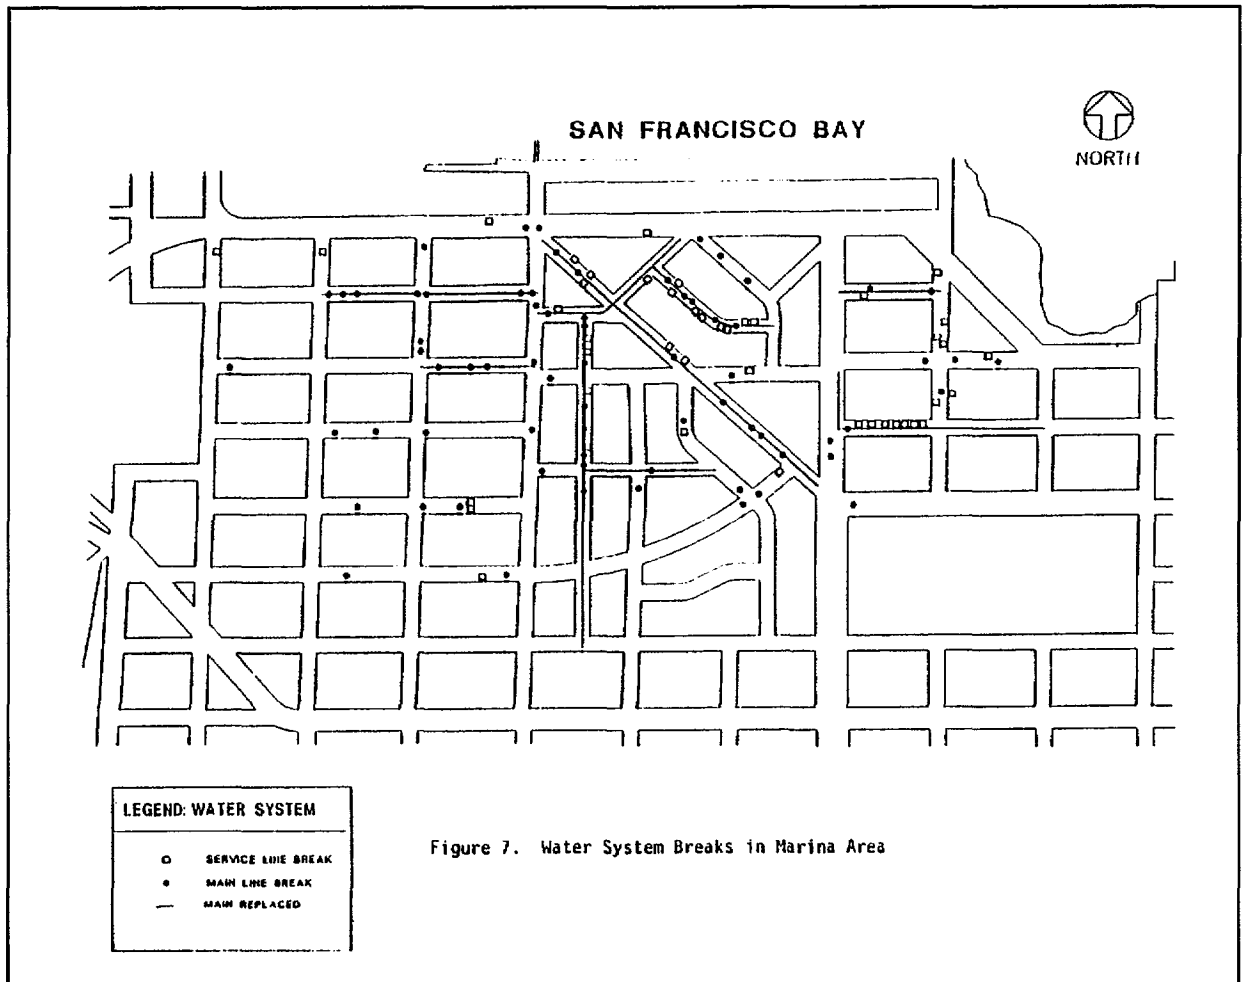 SAN FRANCISCO BAY
NORTH
LEGEND: WATER SYSTEM
SERVICE LINE BREAK
MAIN LINE BREAK
MAIN REPLACED
Figure 7. Water System Breaks in Marina Area